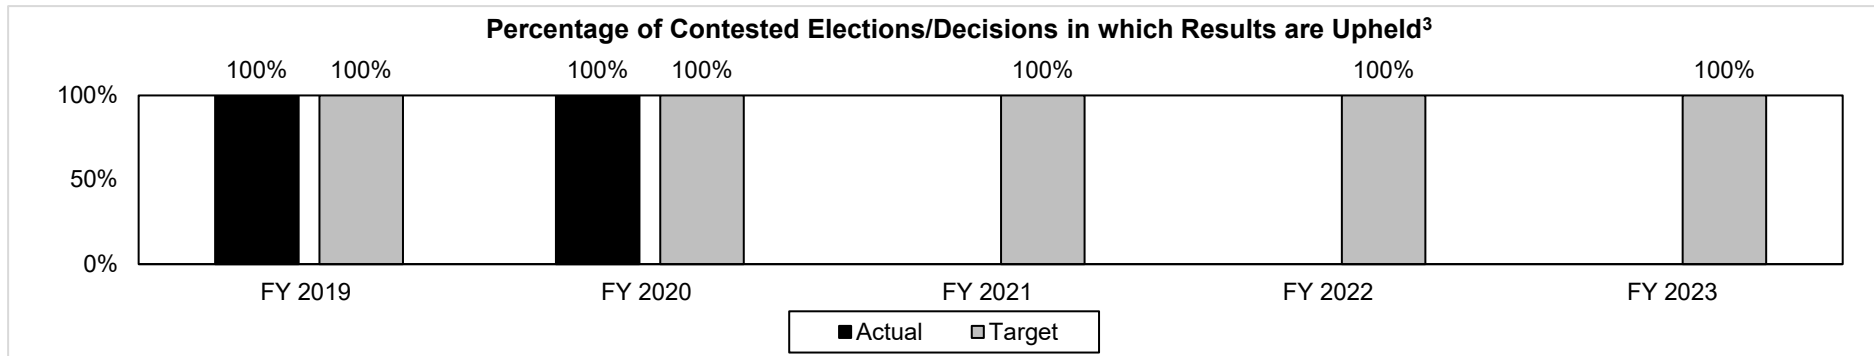 Percentage of Contested Elections/Decisions in which Results are Upheld³
100% 100% 100% 100% 100% 100% 100%
100%
50%
0%
FY 2019 FY 2020 FY 2021 FY 2022 FY 2023
Actual Target